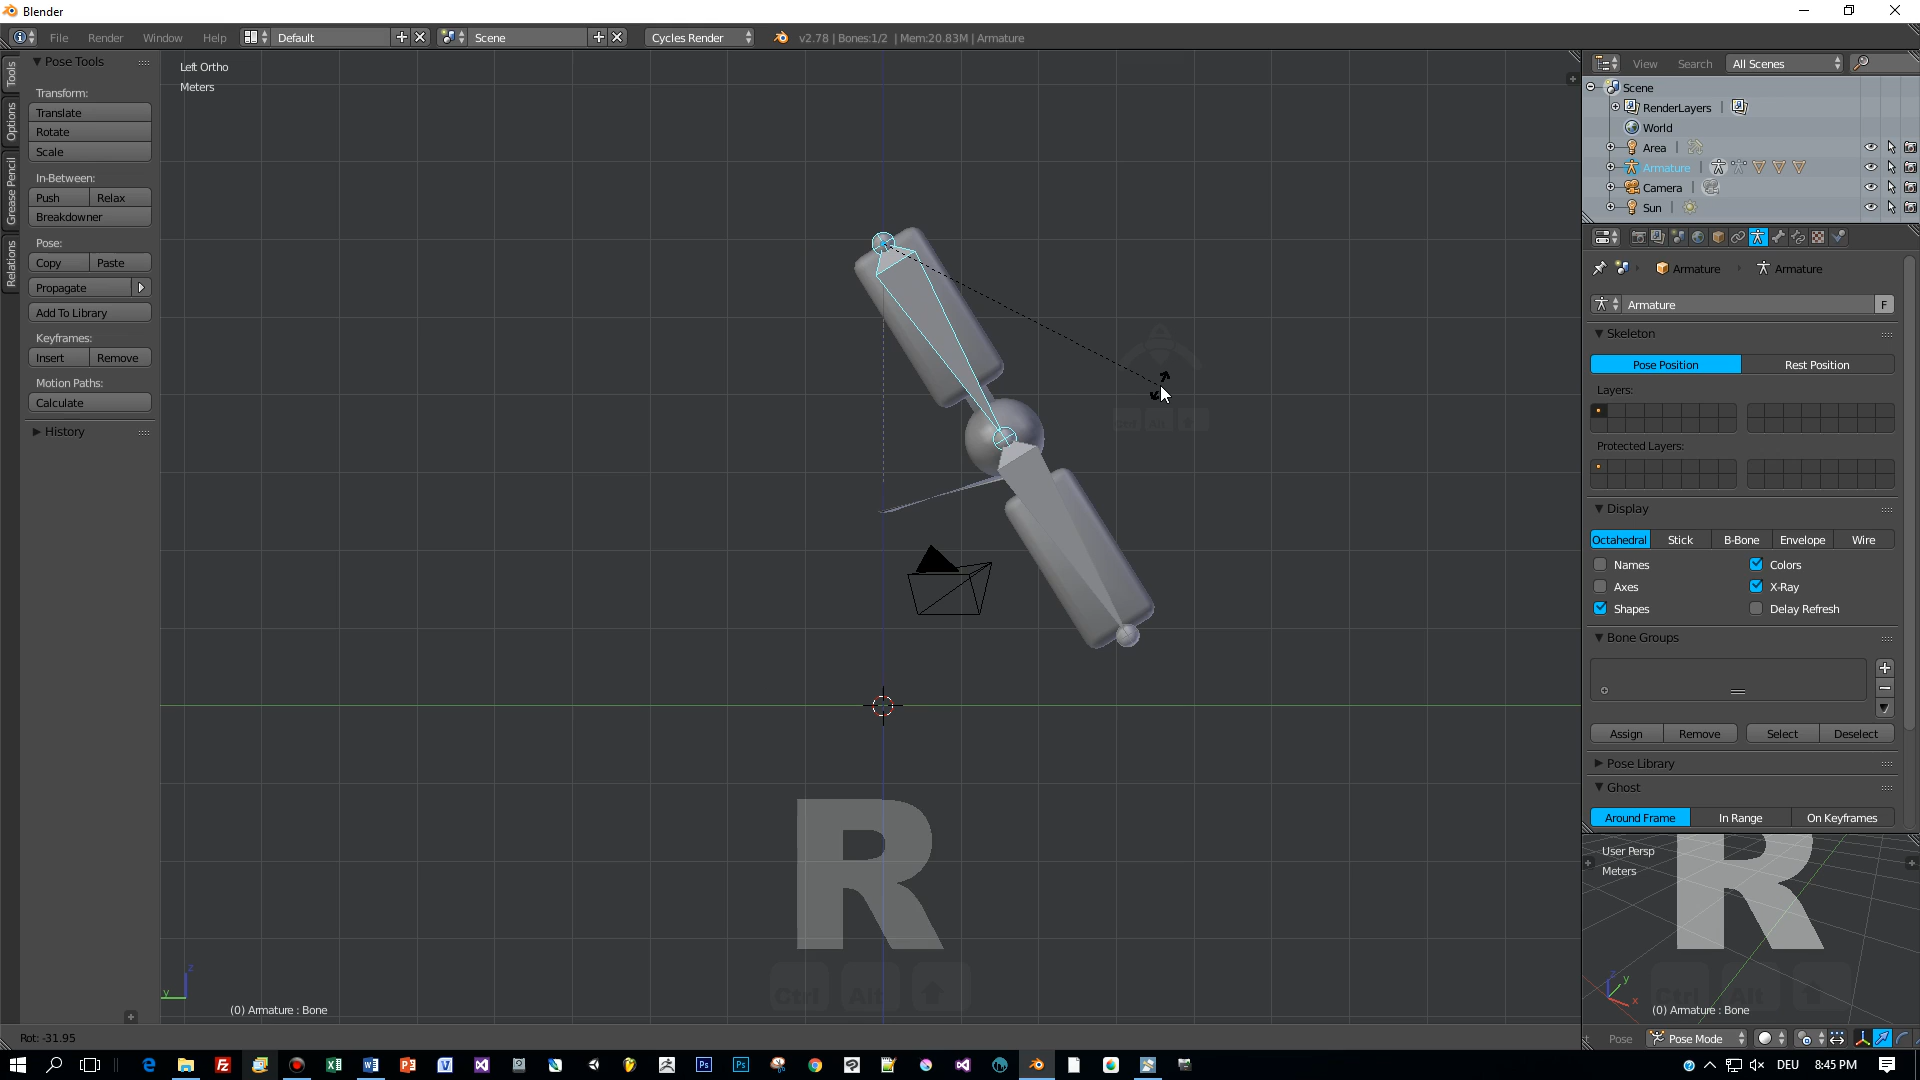 Blender
File Render Window Help Default Scene Cycles Render v2.78 | Bones:1/2 | Mem:20.83M | Armature
Tools
Options
Grease Pencil
Relations
Pose Tools
Transform:
Translate
Rotate
Scale
In-Between:
Push Relax
Breakdowner
Pose:
Copy Paste
Propagate
Add To Library
Keyframes:
Insert Remove
Motion Paths:
Calculate
History
Left Ortho
Meters
R
Ctrl Alt
z
y
(0) Armature : Bone
Rot: -31.95
View Search All Scenes
Scene
RenderLayers |
World
Area |
Armature |
Camera |
Sun |
Armature Armature
Armature F
Skeleton
Pose Position Rest Position
Layers:
Protected Layers:
Display
Octahedral Stick B-Bone Envelope Wire
Names Colors
Axes X-Ray
Shapes Delay Refresh
Bone Groups
Assign Remove Select Deselect
Pose Library
Ghost
Around Frame In Range On Keyframes
User Persp
Meters
R
Ctrl Alt
z
y
x
(0) Armature : Bone
Pose Pose Mode
DEU 8:45 PM